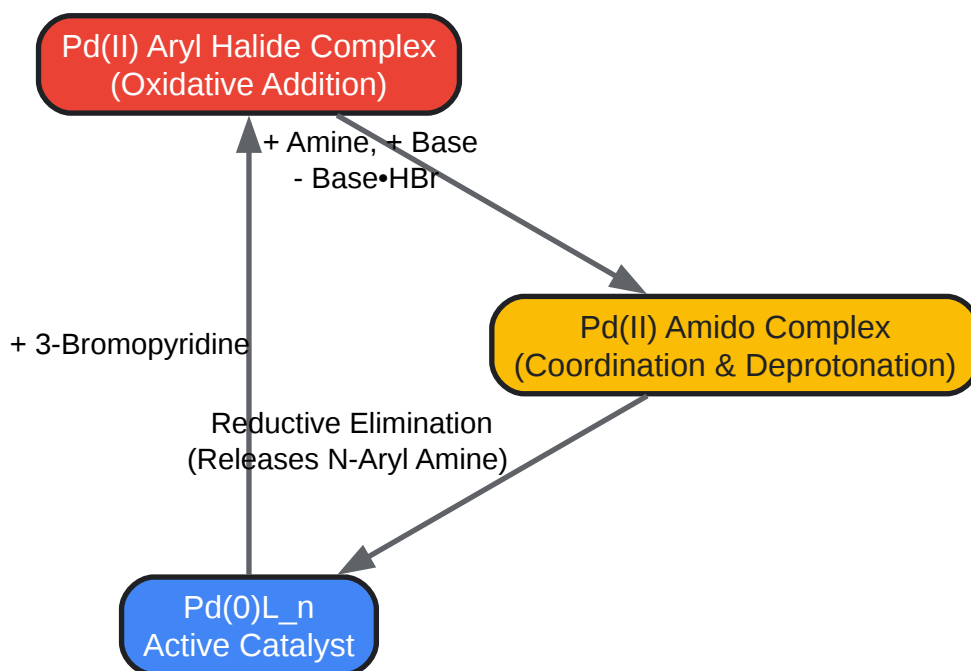 Pd(II) Aryl Halide Complex
(Oxidative Addition)
+ Amine, + Base
- Base•HBr
Pd(II) Amido Complex
(Coordination & Deprotonation)
+ 3-Bromopyridine
Reductive Elimination
(Releases N-Aryl Amine)
Pd(0)L_n
Active Catalyst